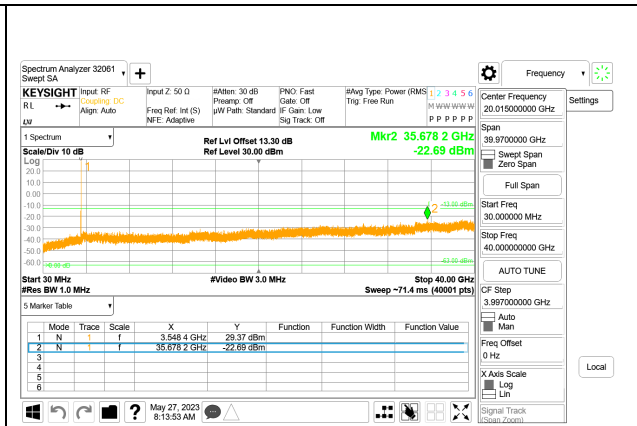 Spectrum Analyzer 32061
Swept SA
Frequency
KEYSIGHT
Input: RF
Coupling: DC
Align: Auto
Input Z: 50 Ω
Freq Ref: Int (S)
NFE: Adaptive
#Atten: 30 dB
Preamp: Off
µW Path: Standard
PNO: Fast
Gate: Off
IF Gain: Low
Sig Track: Off
#Avg Type: Power (RMS
Trig: Free Run
1 2 3 4 5 6
M W W W W W
P P P P P P
R L
1 Spectrum
Scale/Div 10 dB
Ref Lvl Offset 13.30 dB
Ref Level 30.00 dBm
Mkr2 35.678 2 GHz
-22.69 dBm
Log
20.0
10.0
0.00
-10.0
-20.0
-30.0
-40.0
-50.0
-60.0
1
2
-13.00 dBm
Start 30 MHz
#Res BW 1.0 MHz
#Video BW 3.0 MHz
Stop 40.00 GHz
Sweep ~71.4 ms (40001 pts)
5 Marker Table
Mode Trace Scale X Y Function Function Width Function Value
1 N 1 f 3.548 4 GHz 29.37 dBm
2 N 1 f 35.678 2 GHz -22.69 dBm
3
4
5
6
May 27, 2023
8:13:53 AM
Center Frequency
20.015000000 GHz
Span
39.9700000 GHz
Swept Span
Zero Span
Full Span
Start Freq
30.000000 MHz
Stop Freq
40.000000000 GHz
AUTO TUNE
CF Step
3.997000000 GHz
Auto
Man
Freq Offset
0 Hz
X Axis Scale
Log
Lin
Signal Track
(Span Zoom)
Settings
Local